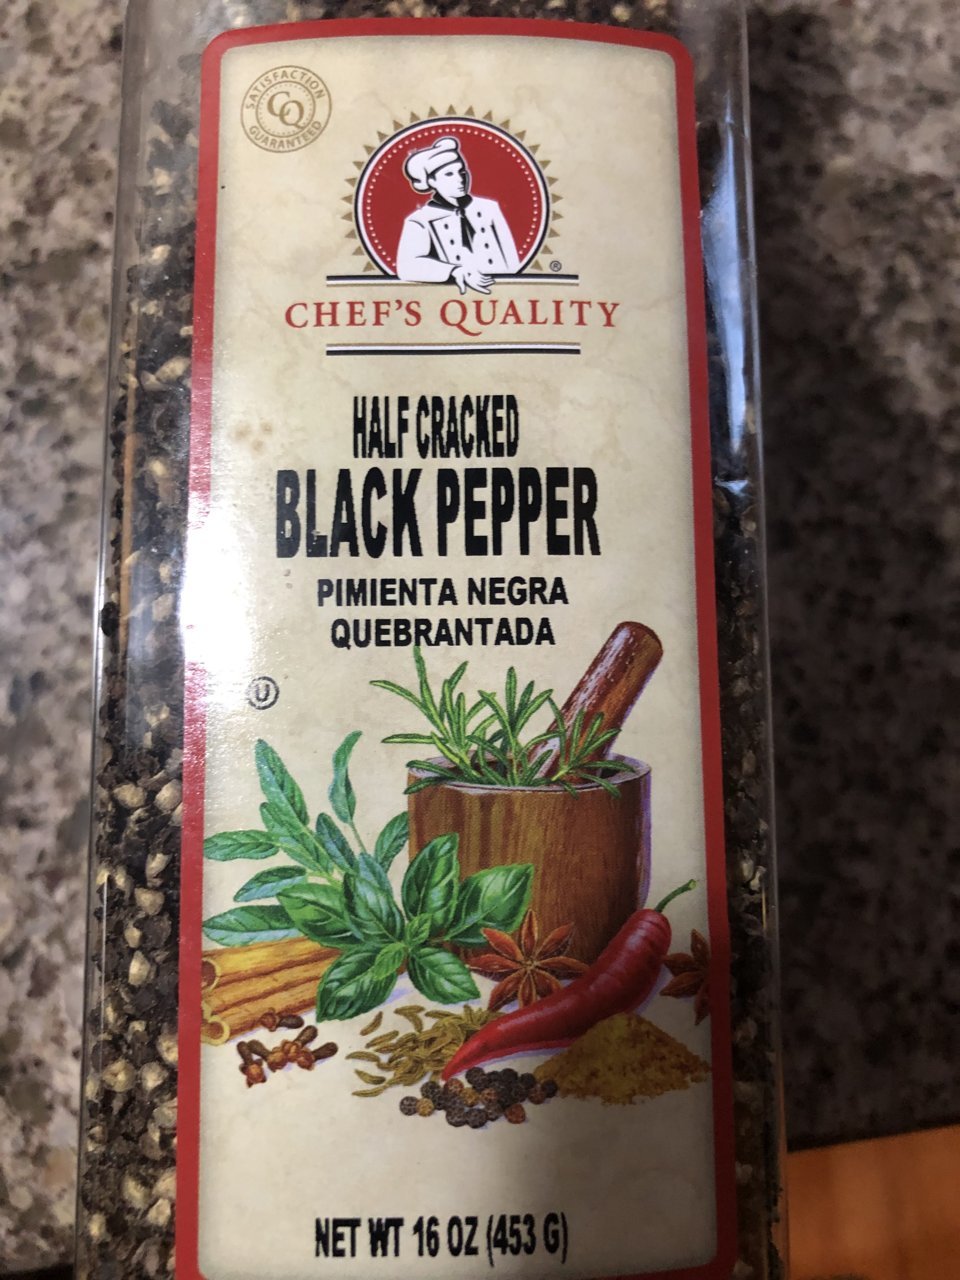 SATISFACTION
CQ
GUARANTEED
®
CHEF'S QUALITY
HALF CRACKED
BLACK PEPPER
PIMIENTA NEGRA
QUEBRANTADA
U
NET WT 16 OZ (453 G)